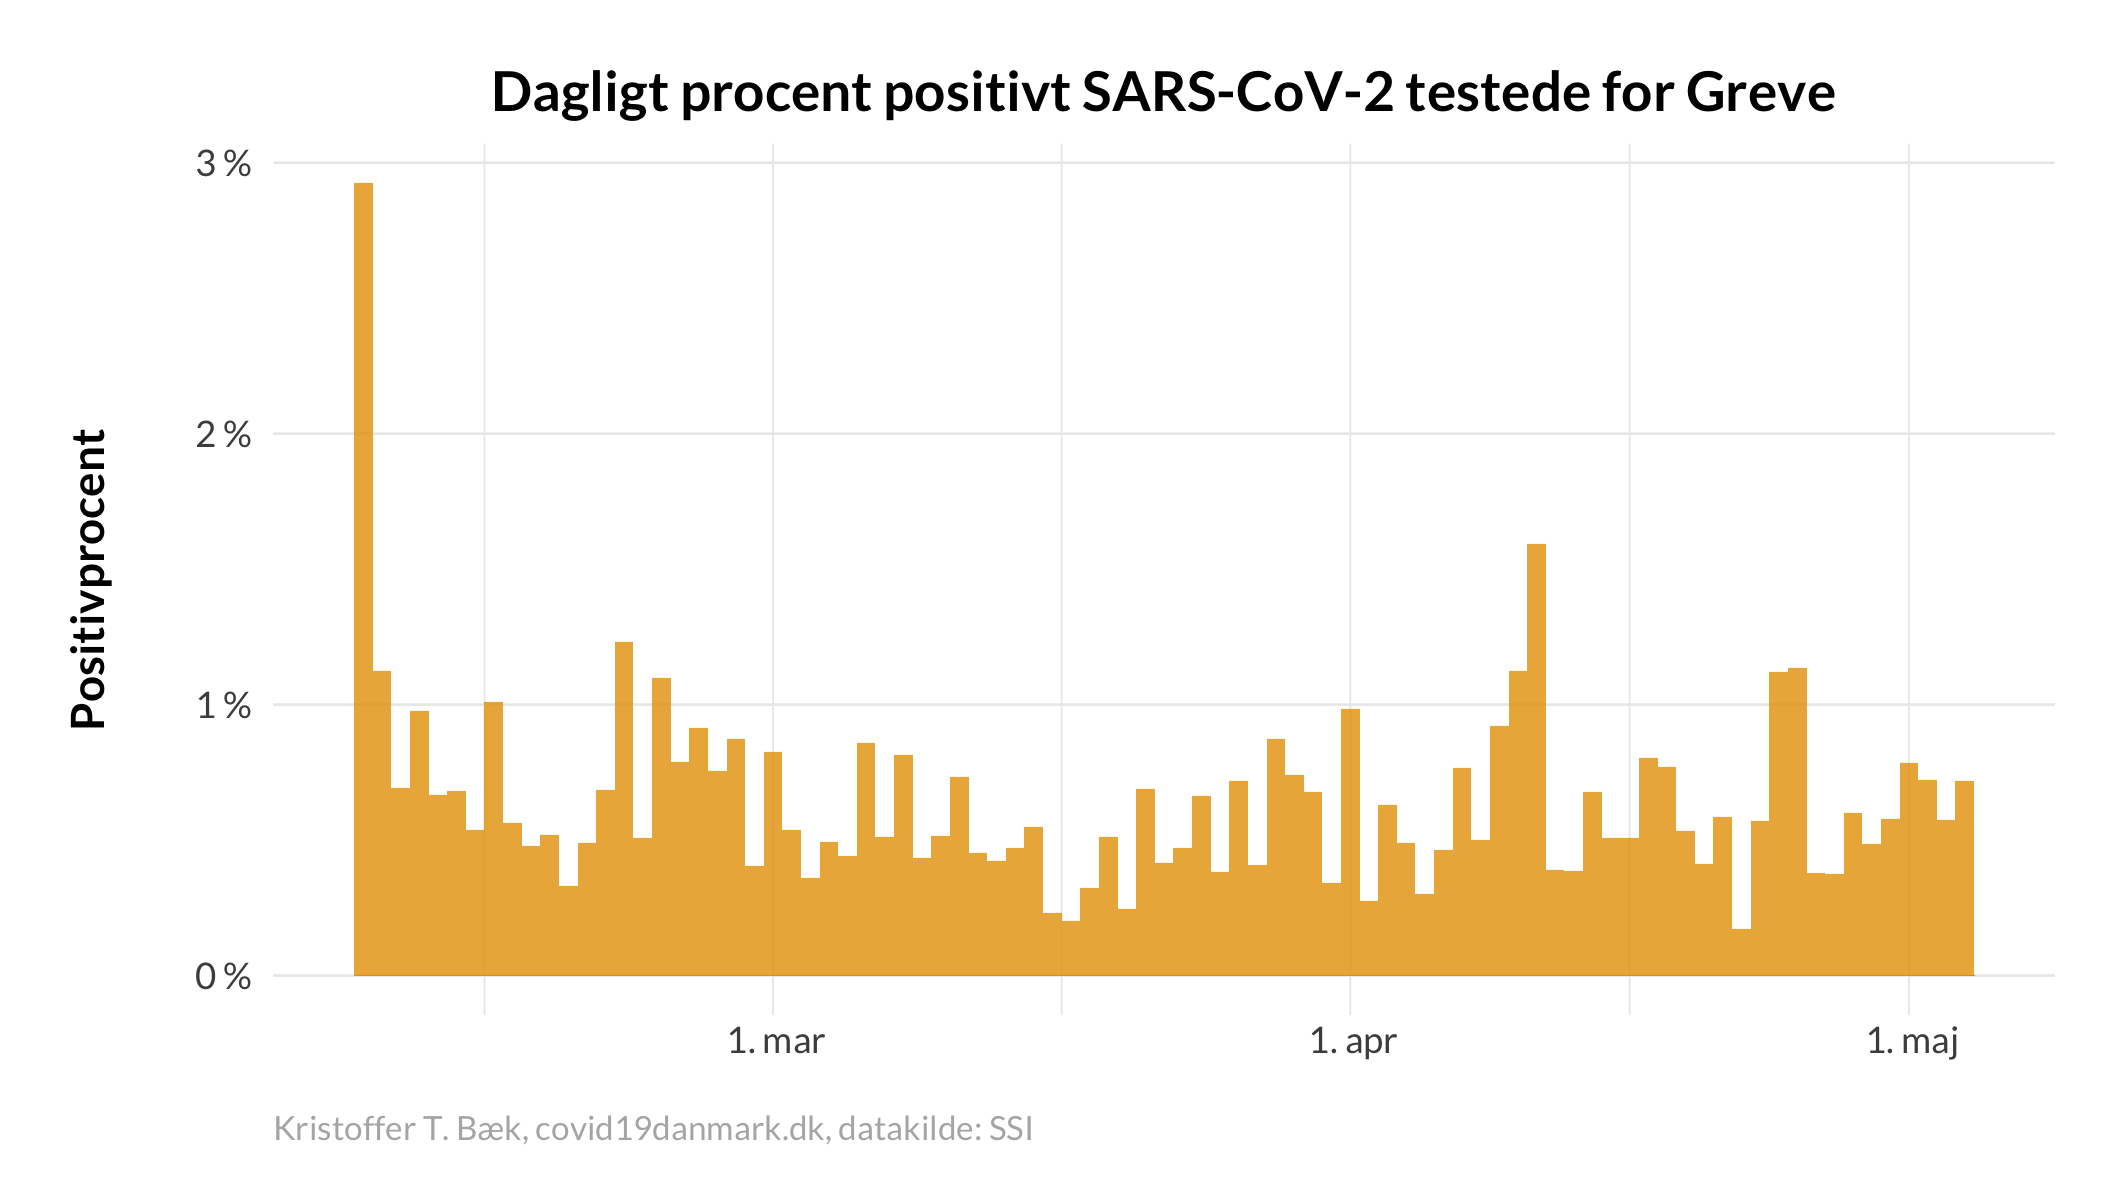 Dagligt procent positivt SARS-CoV-2 testede for Greve
Positivprocent
3 %
2 %
1 %
0 %
1. mar
1. apr
1. maj
Kristoffer T. Bæk, covid19danmark.dk, datakilde: SSI